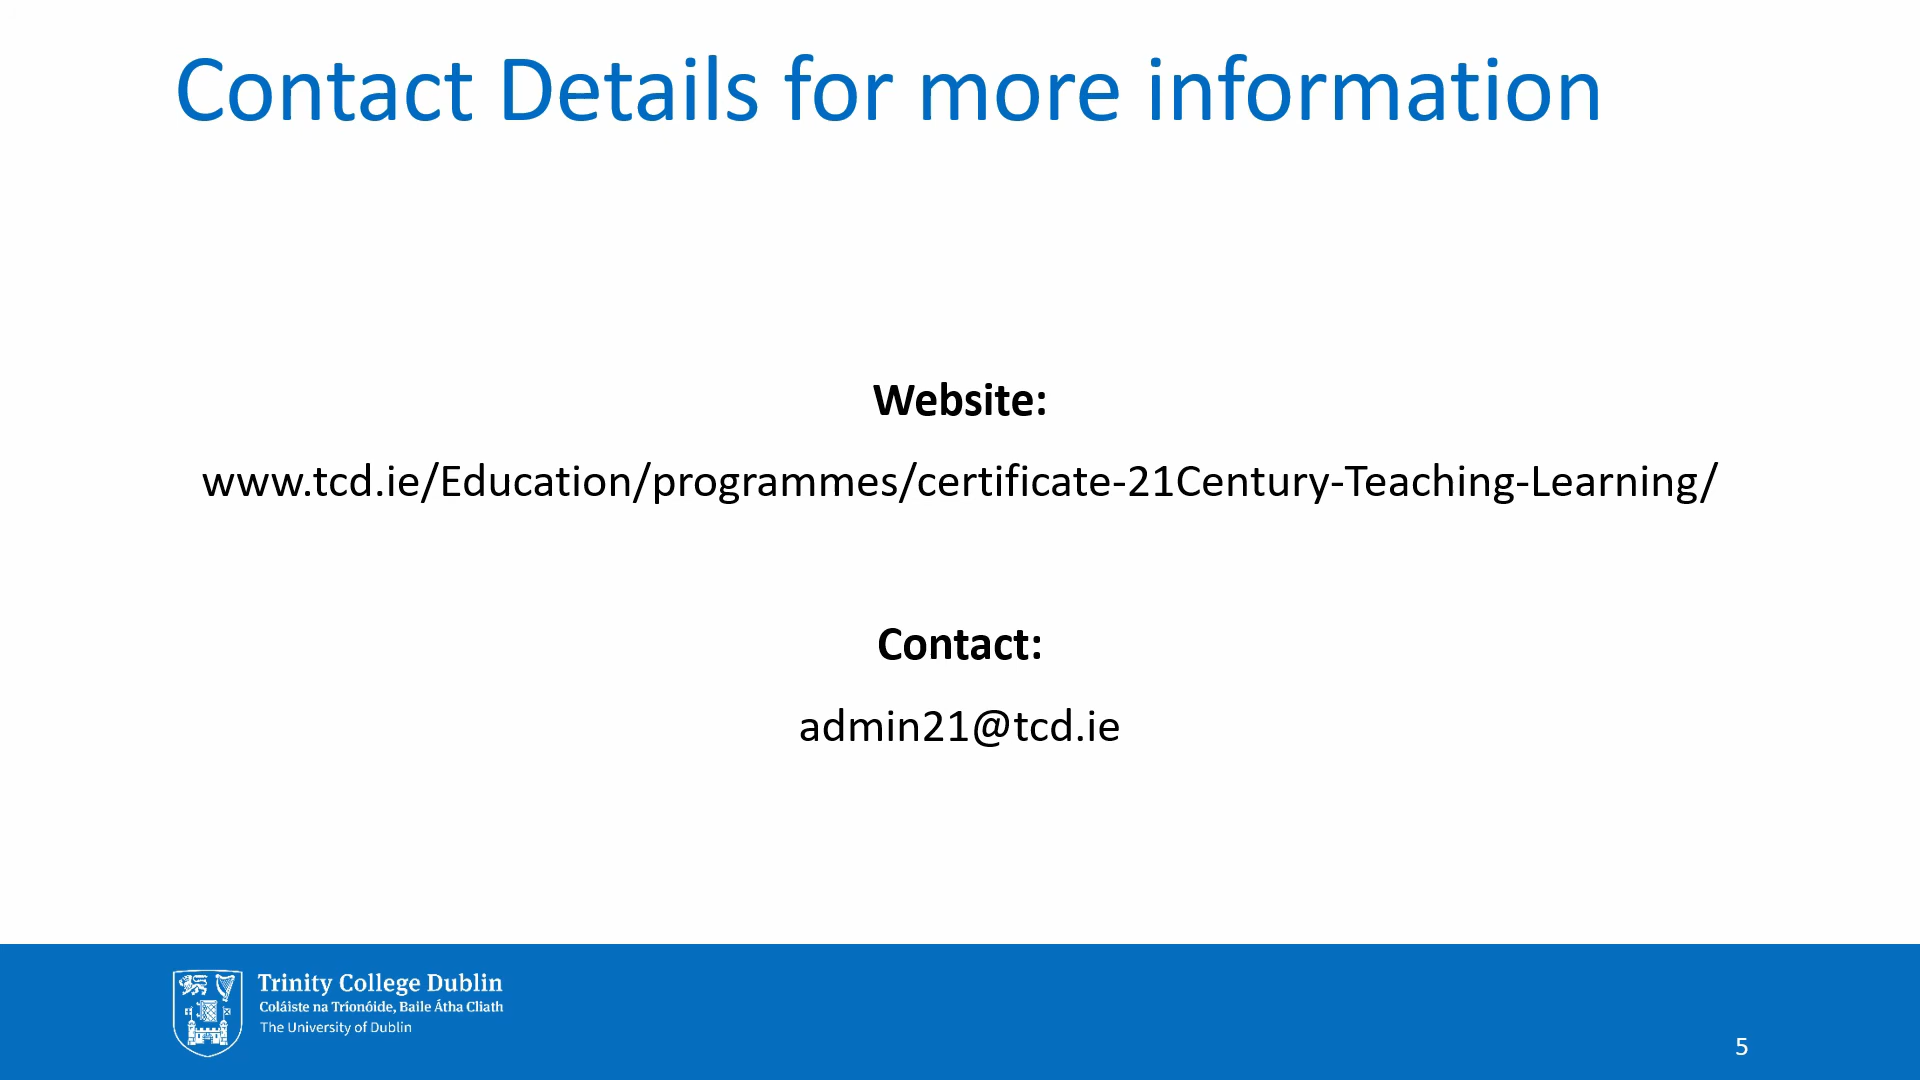 Contact Details for more information
Website:
www.tcd.ie/Education/programmes/certificate-21Century-Teaching-Learning/
Contact:
admin21@tcd.ie
Trinity College Dublin
Coláiste na Tríonóide, Baile Átha Cliath
The University of Dublin
5